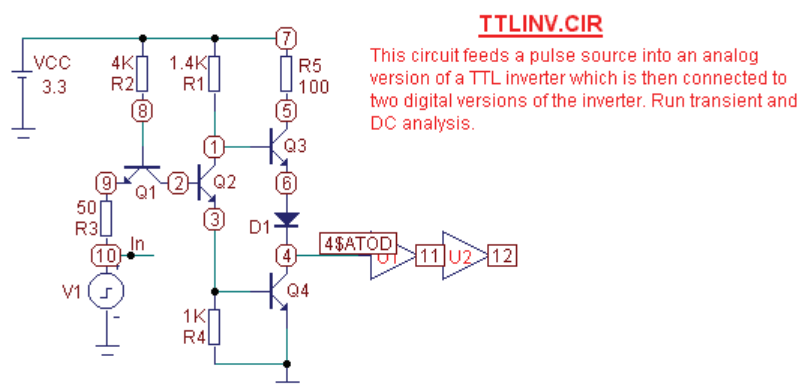 TTLINV.CIR
This circuit feeds a pulse source into an analog
version of a TTL inverter which is then connected to
two digital versions of the inverter. Run transient and
DC analysis.
7
VCC
3.3
4K
R2
1.4K
R1
R5
100
8
5
1
Q3
9
Q1
2
Q2
6
50
R3
3
D1
In
10
4
4$ATOD
U1
11
U2
12
V1
Q4
1K
R4